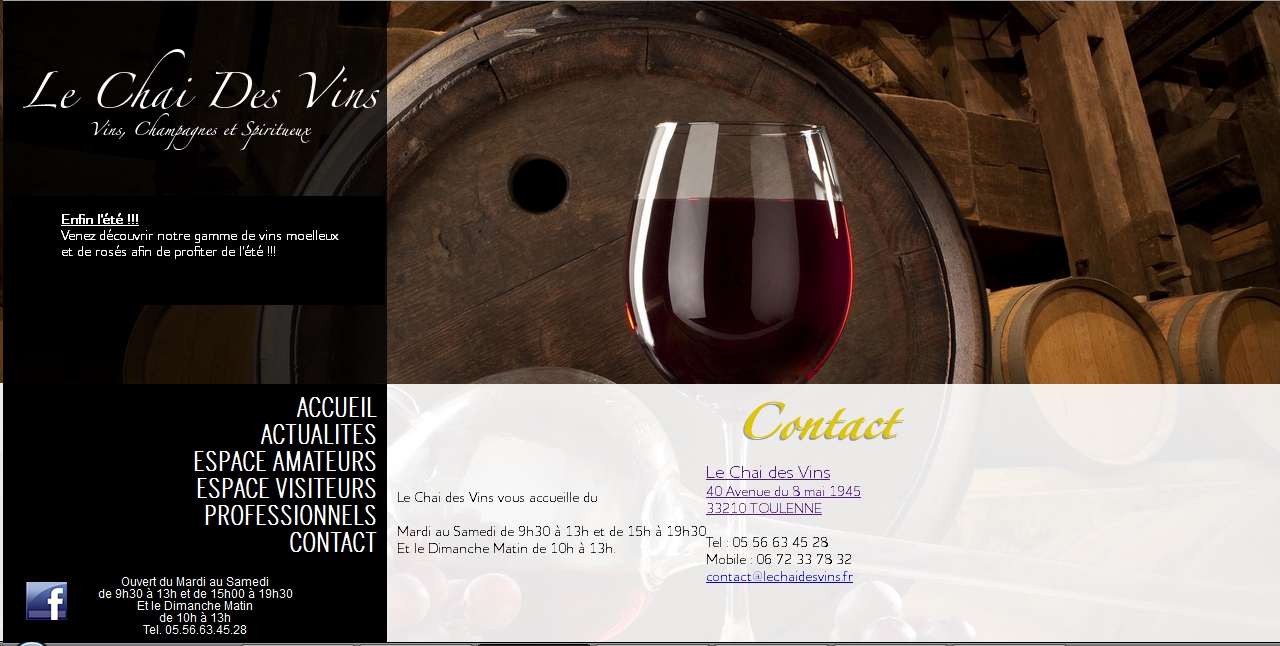 Le Chai Des Vins
Vins, Champagnes et Spiritueux
Enfin l'été !!!
Venez découvrir notre gamme de vins moelleux
et de rosés afin de profiter de l'été !!!
ACCUEIL
ACTUALITES
ESPACE AMATEURS
ESPACE VISITEURS
PROFESSIONNELS
CONTACT
f
Ouvert du Mardi au Samedi
de 9h30 à 13h et de 15h00 à 19h30
Et le Dimanche Matin
de 10h à 13h
Tel. 05.56.63.45.28
Contact
Le Chai des Vins vous accueille du
Mardi au Samedi de 9h30 à 13h et de 15h à 19h30
Et le Dimanche Matin de 10h à 13h.
Le Chai des Vins
40 Avenue du 8 mai 1945
33210 TOULENNE
Tel : 05 56 63 45 28
Mobile : 06 72 33 78 32
contact@lechaidesvins.fr